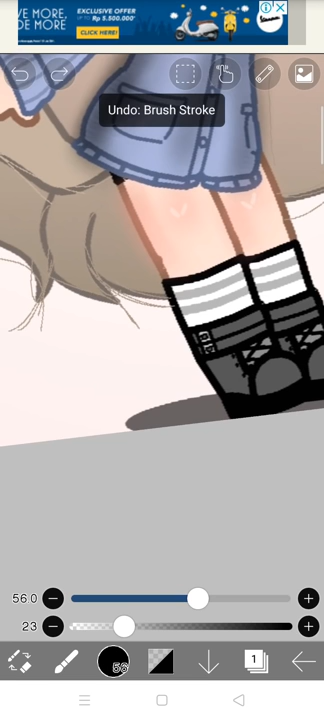 VE MORE,
DE MORE
EXCLUSIVE OFFER
Rp 5.500.000*
CLICK HERE!
Vespa
Undo: Brush Stroke
56.0
23
56
1